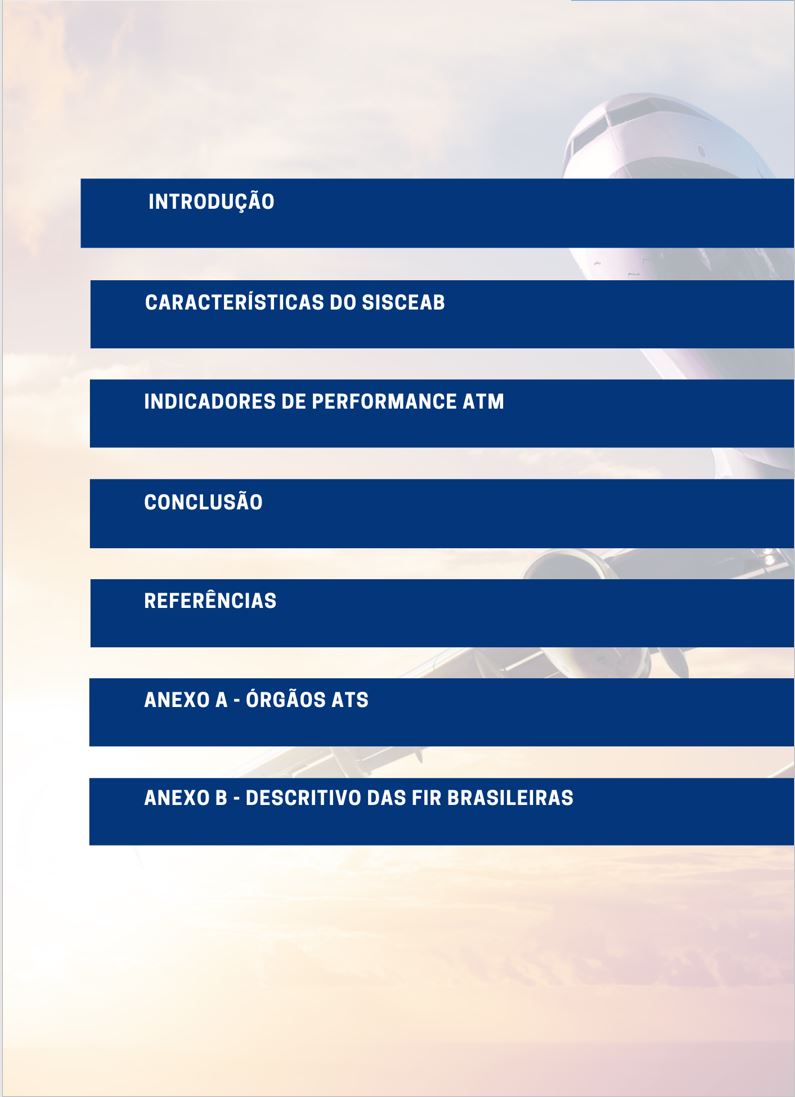 INTRODUÇÃO
CARACTERÍSTICAS DO SISCEAB
INDICADORES DE PERFORMANCE ATM
CONCLUSÃO
REFERÊNCIAS
ANEXO A - ÓRGÃOS ATS
ANEXO B - DESCRITIVO DAS FIR BRASILEIRAS